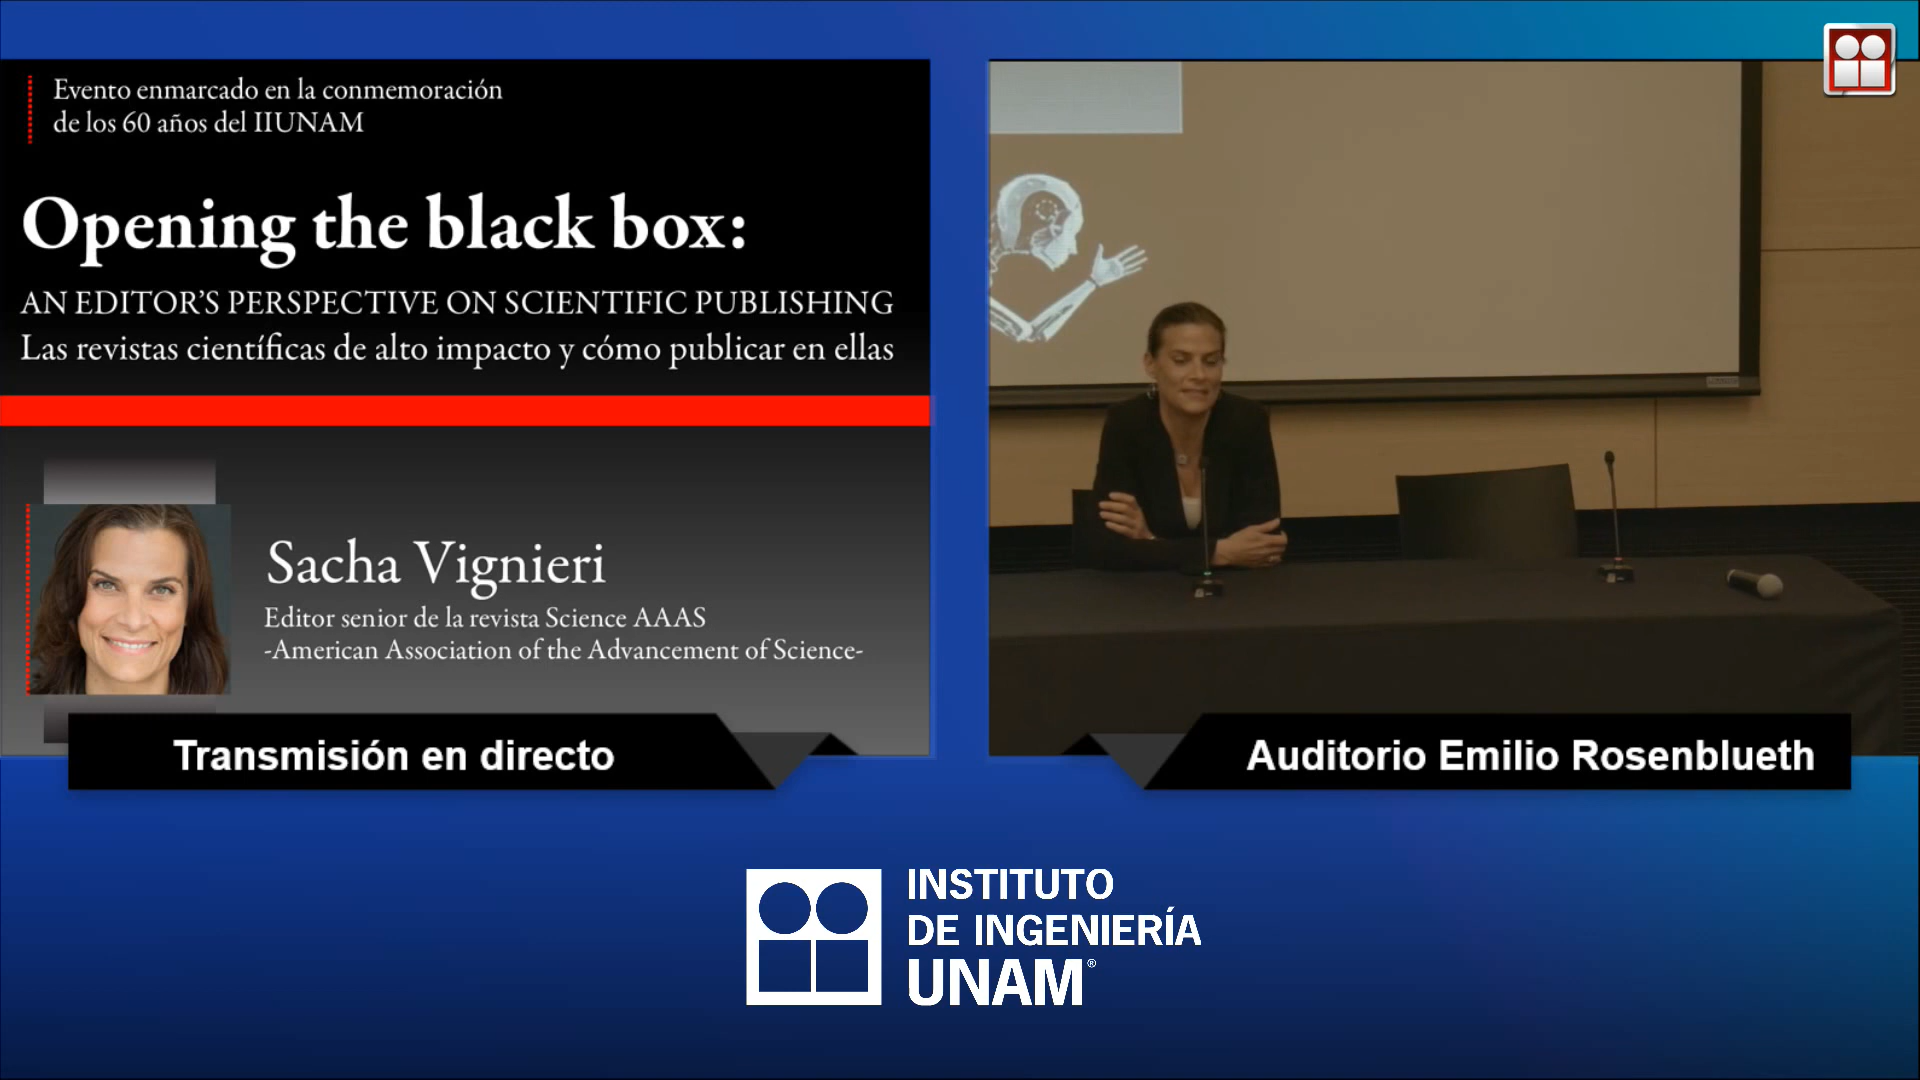 Evento enmarcado en la conmemoración
de los 60 años del IIUNAM
Opening the black box:
AN EDITOR'S PERSPECTIVE ON SCIENTIFIC PUBLISHING
Las revistas científicas de alto impacto y cómo publicar en ellas
Sacha Vignieri
Editor senior de la revista Science AAAS
-American Association of the Advancement of Science-
Transmisión en directo
Auditorio Emilio Rosenblueth
INSTITUTO
DE INGENIERÍA
UNAM®